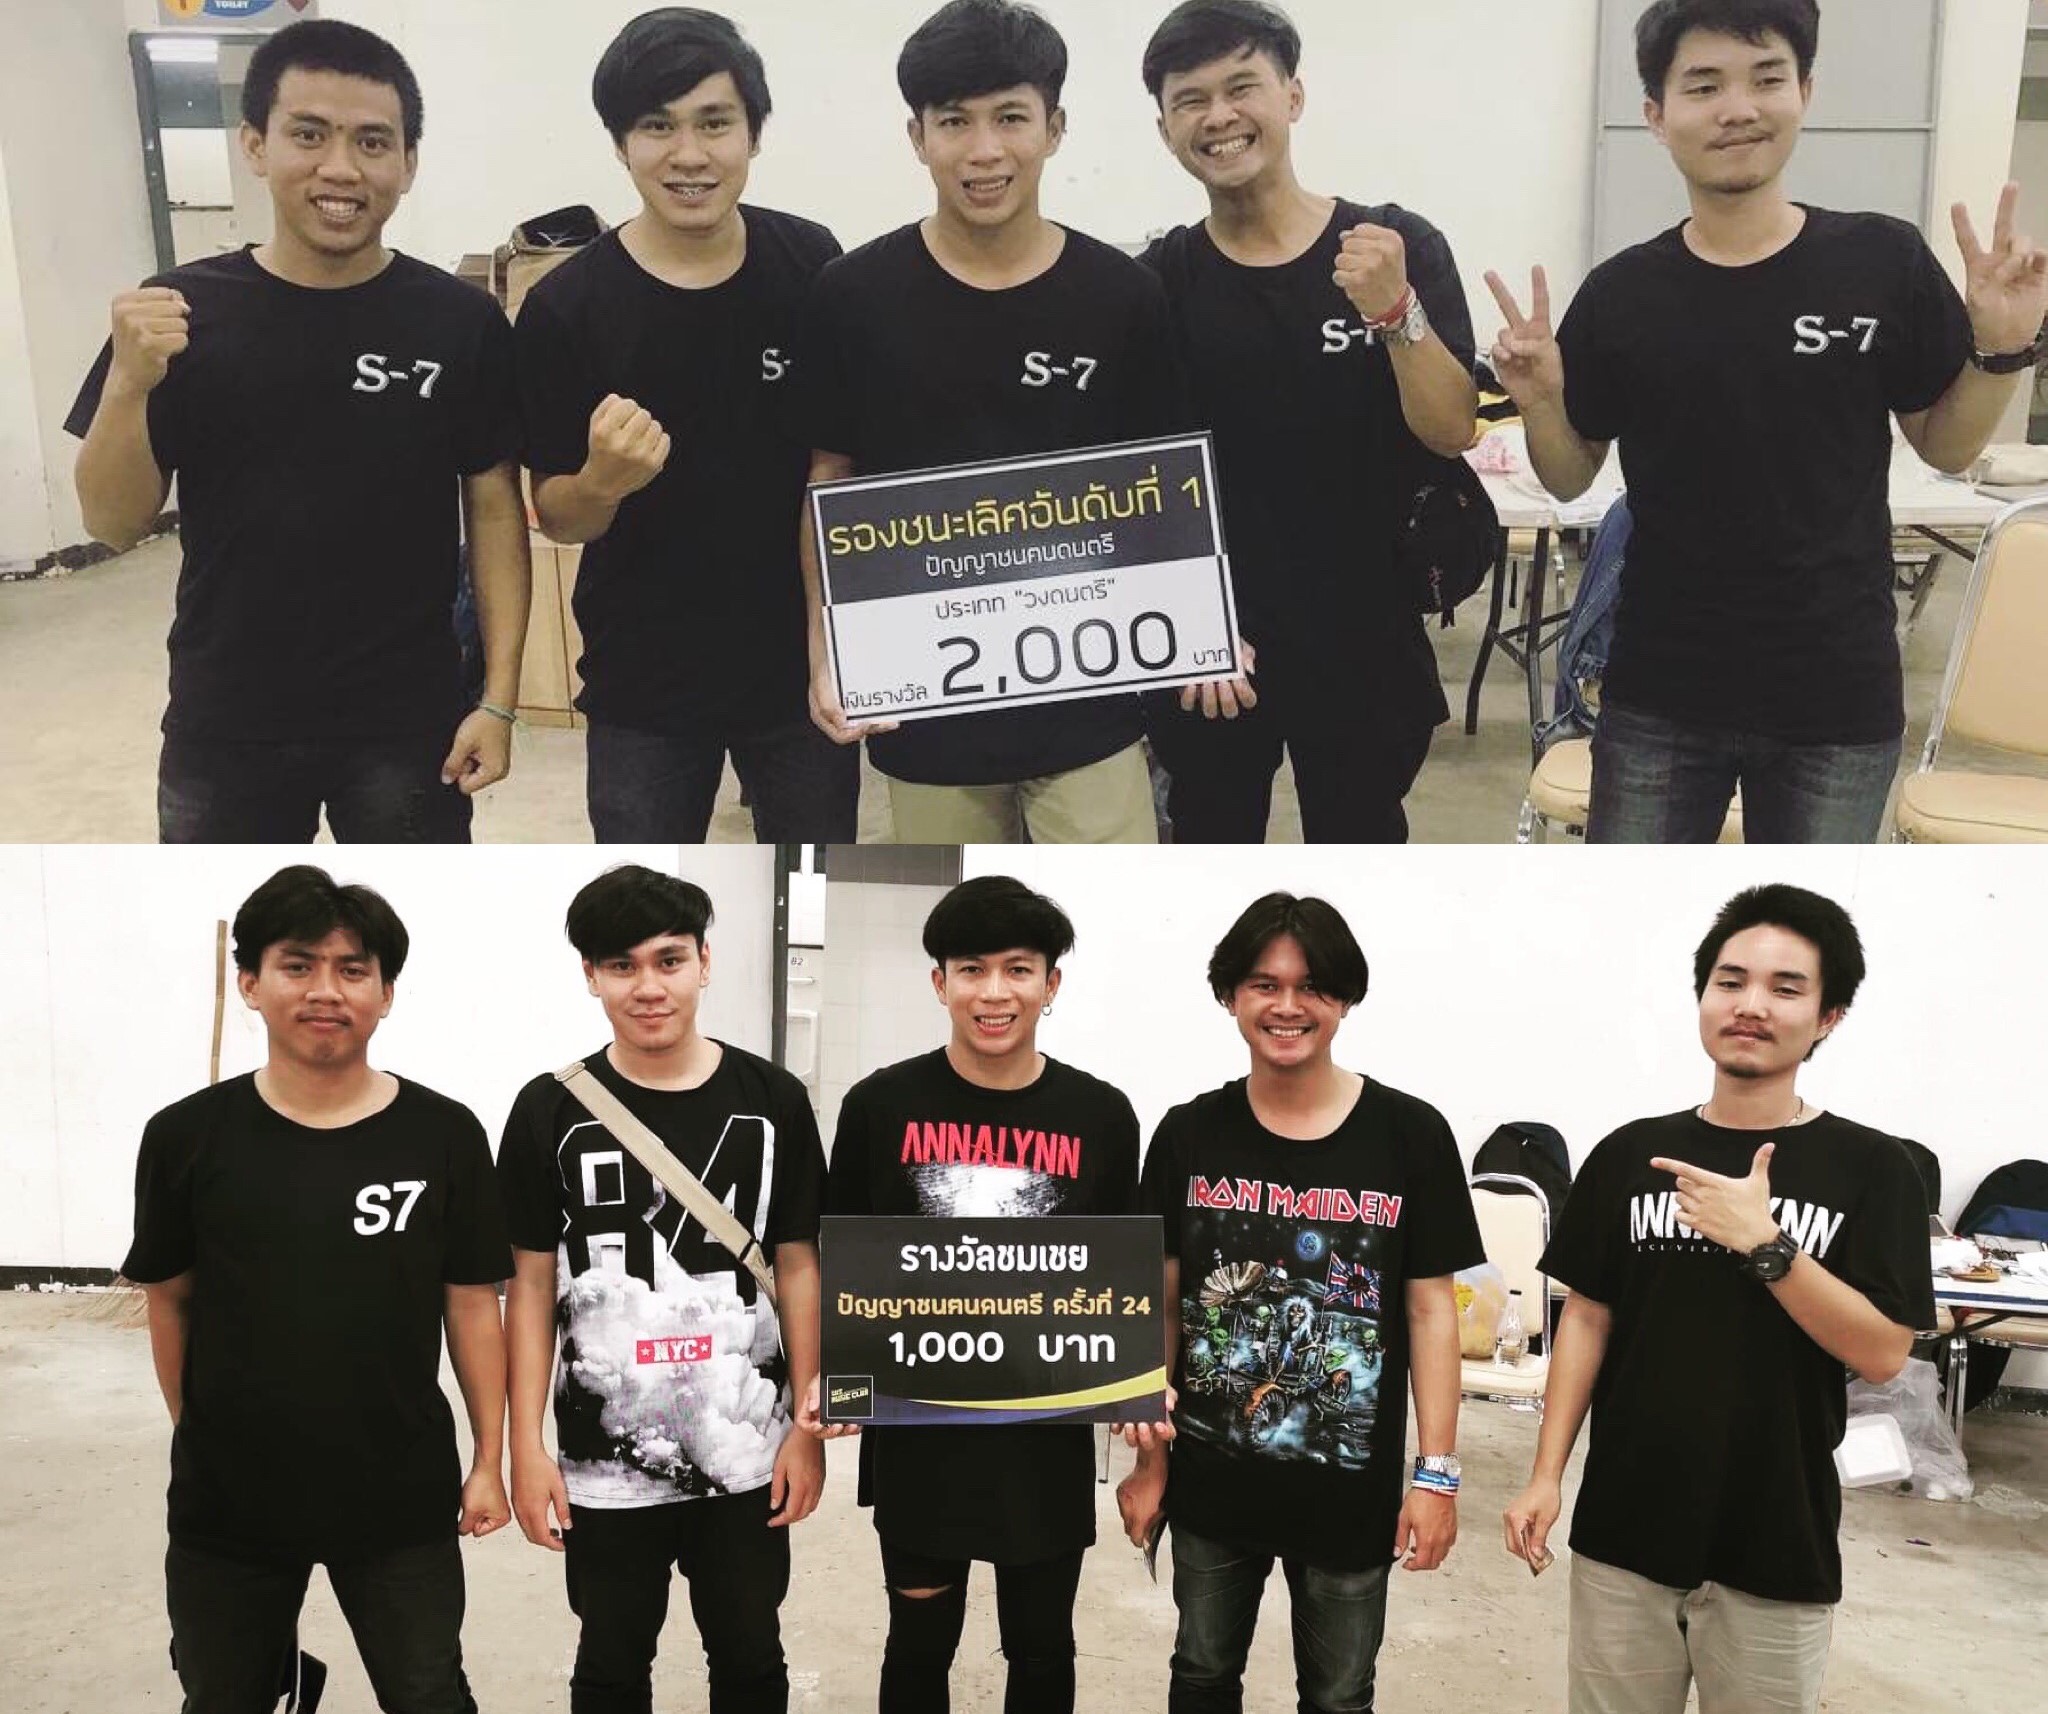 TOILET
S-7
S-
S-7
S-7
S-7
รองชนะเลิศอันดับที่ 1
ปัญญาชนคนดนตรี
ประเภท "วงดนตรี"
เงินรางวัล 2,000 บาท
B2
S7
84
NYC
ANNALYNN
IRON MAIDEN
ANNALYNN
รางวัลชมเชย
ปัญญาชนคนดนตรี ครั้งที่ 24
1,000 บาท
MUSIC CLUB